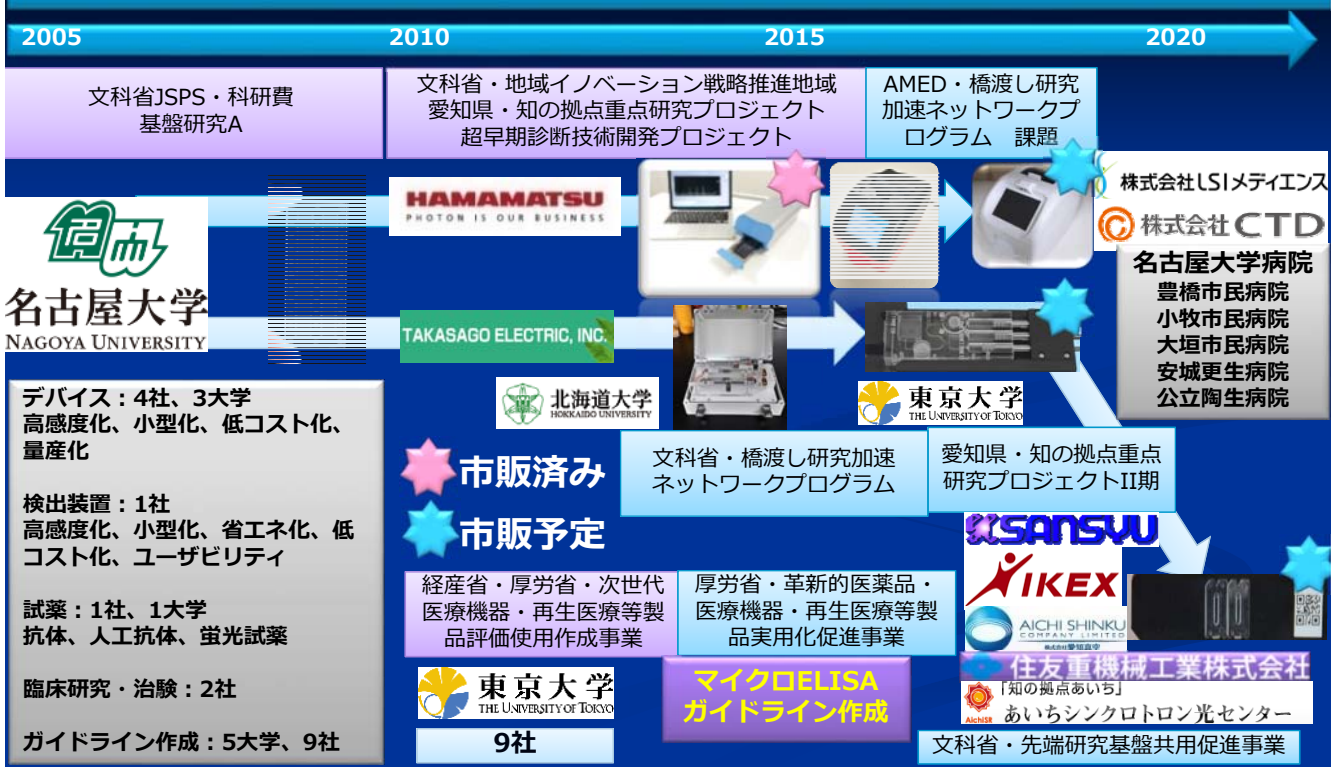 2005
2010
2015
2020
文科省JSPS・科研費
基盤研究A
文科省・地域イノベーション戦略推進地域
愛知県・知の拠点重点研究プロジェクト
超早期診断技術開発プロジェクト
AMED・橋渡し研究
加速ネットワークプ
ログラム 課題
名古屋大学
NAGOYA UNIVERSITY
HAMAMATSU
PHOTON IS OUR BUSINESS
株式会社LSIメディエンス
株式会社CTD
名古屋大学病院
豊橋市民病院
小牧市民病院
大垣市民病院
安城更生病院
公立陶生病院
TAKASAGO ELECTRIC, INC.
北海道大学
HOKKAIDO UNIVERSITY
東京大学
THE UNIVERSITY OF TOKYO
デバイス：4社、3大学
高感度化、小型化、低コスト化、
量産化
検出装置：1社
高感度化、小型化、省エネ化、低
コスト化、ユーザビリティ
試薬：1社、1大学
抗体、人工抗体、蛍光試薬
臨床研究・治験：2社
ガイドライン作成：5大学、9社
市販済み
市販予定
文科省・橋渡し研究加速
ネットワークプログラム
愛知県・知の拠点重点
研究プロジェクトII期
経産省・厚労省・次世代
医療機器・再生医療等製
品評価使用作成事業
厚労省・革新的医薬品・
医療機器・再生医療等製
品実用化促進事業
東京大学
THE UNIVERSITY OF TOKYO
9社
マイクロELISA
ガイドライン作成
SANSYU
IKEX
AICHI SHINKU
COMPANY LIMITED
株式会社愛知真空
住友重機械工業株式会社
AichiSR
「知の拠点あいち」
あいちシンクロトロン光センター
文科省・先端研究基盤共用促進事業